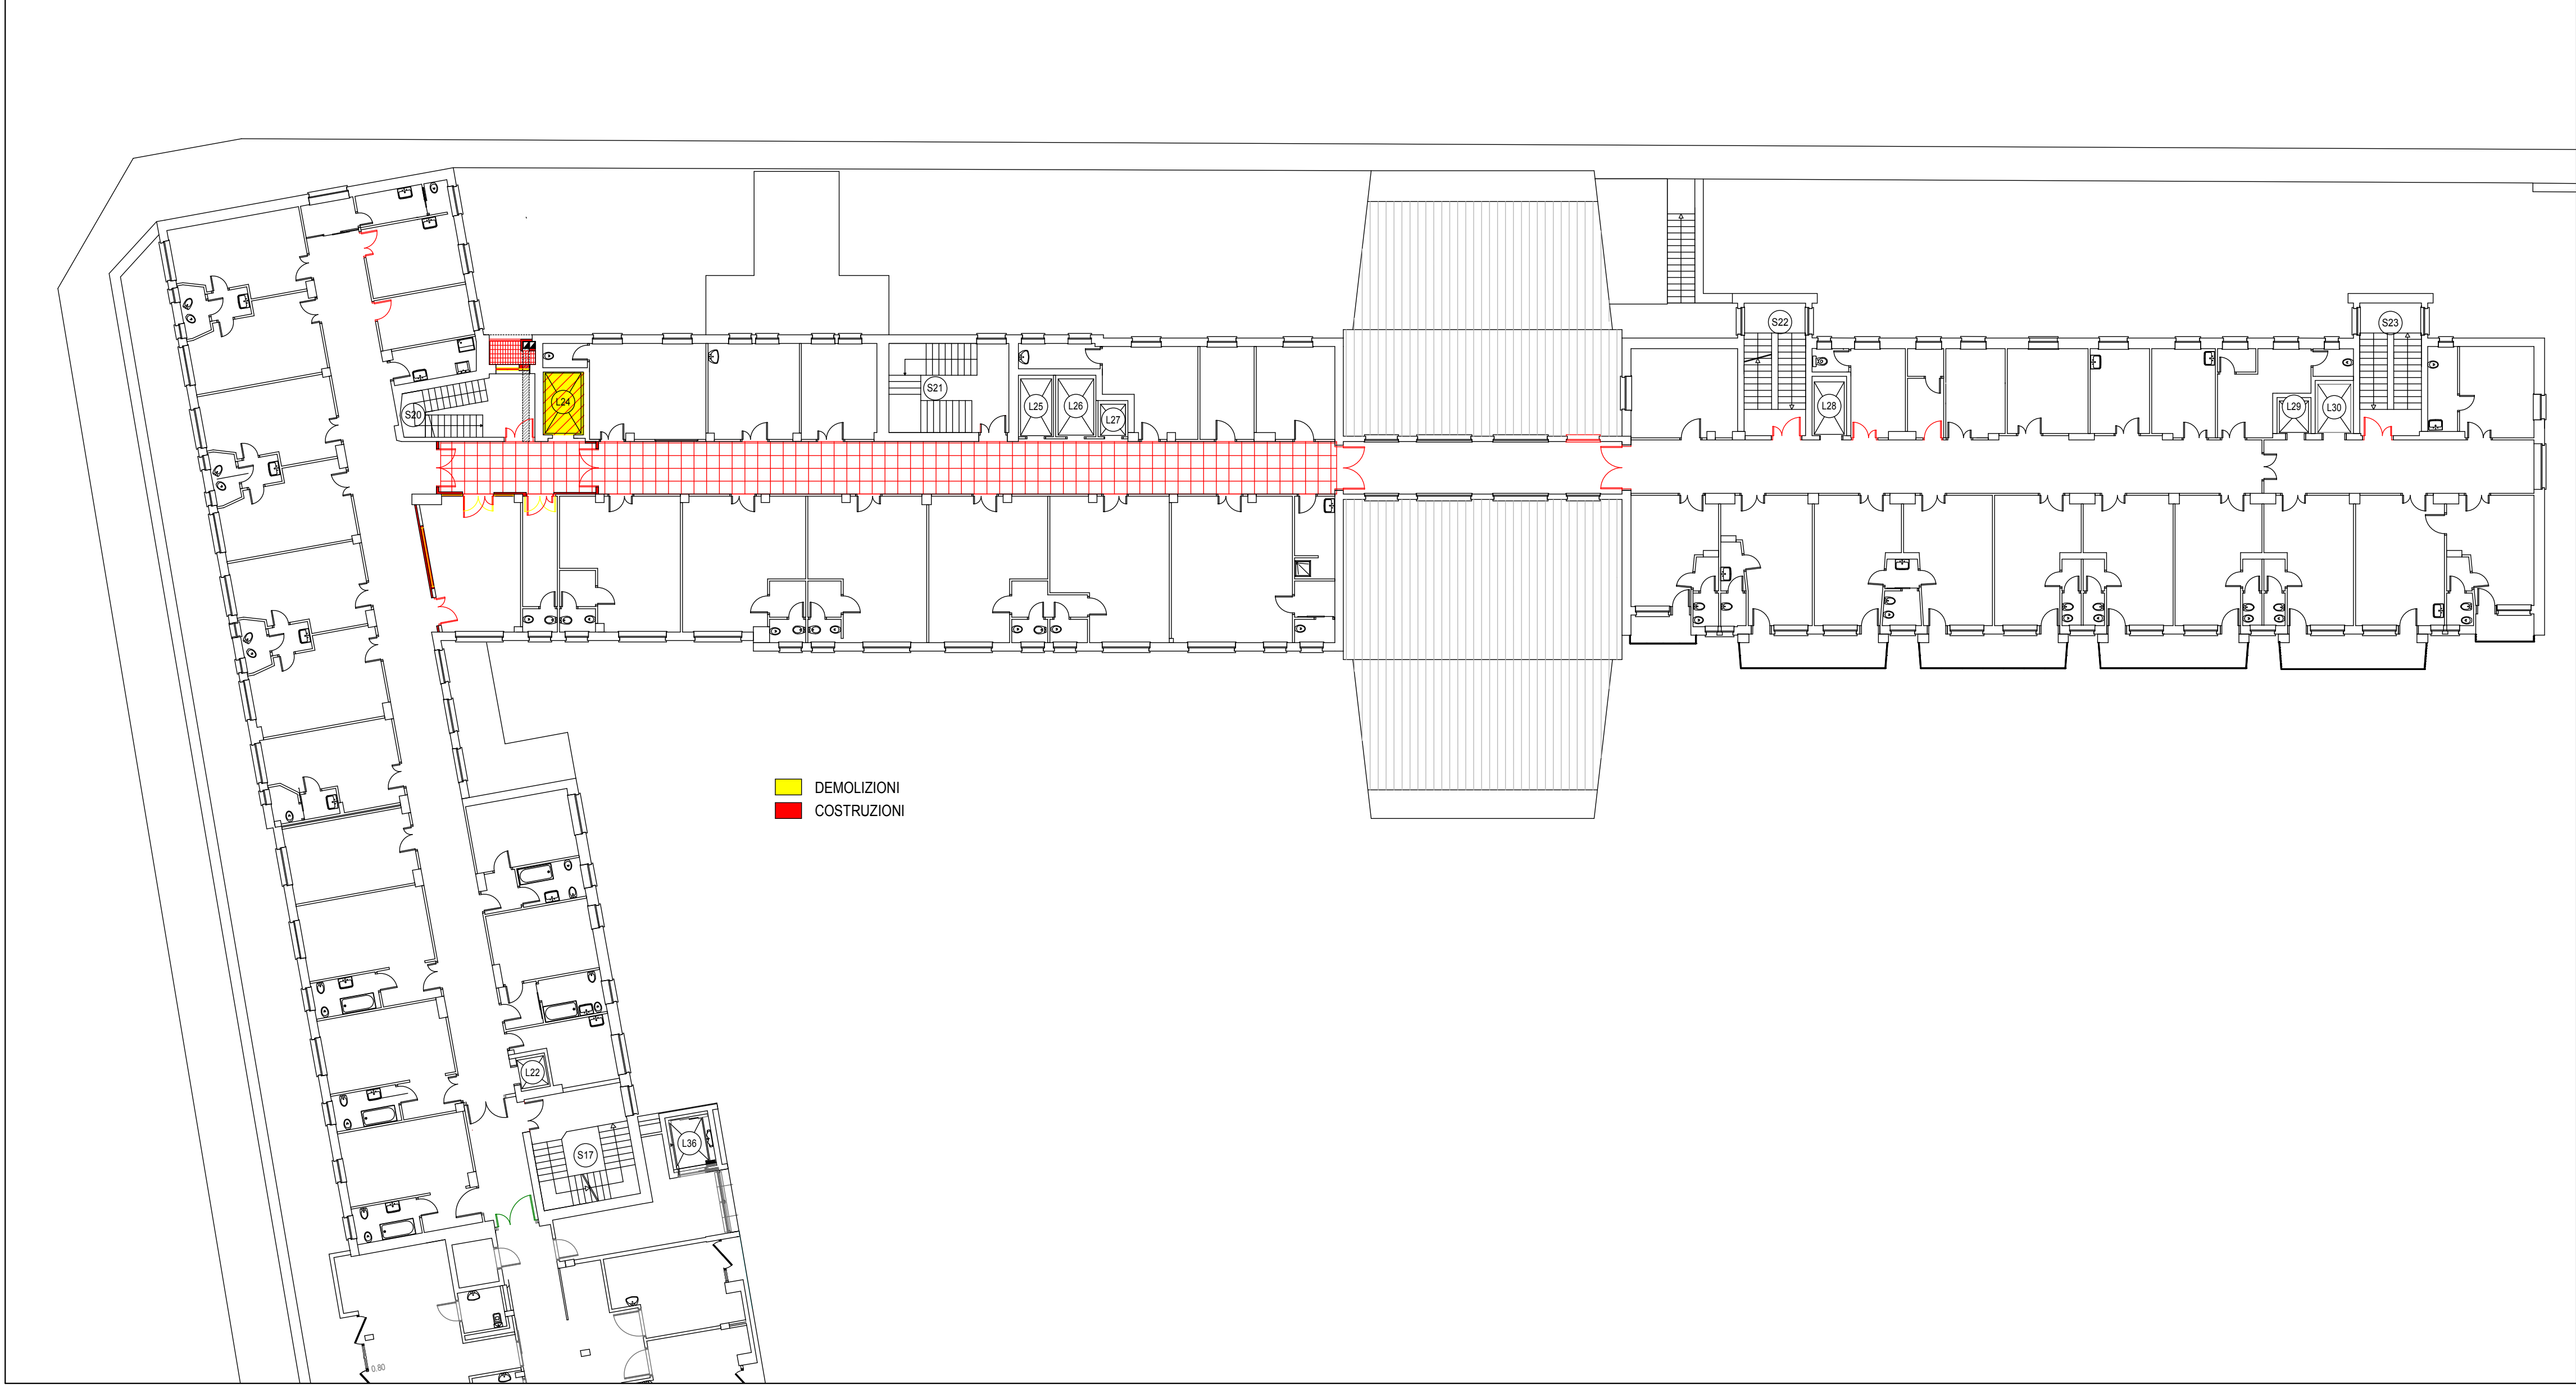 S22
S23
S21
L24
L25
L26
L27
L28
L29
L30
S20
DEMOLIZIONI
COSTRUZIONI
L22
L36
S17
0.80